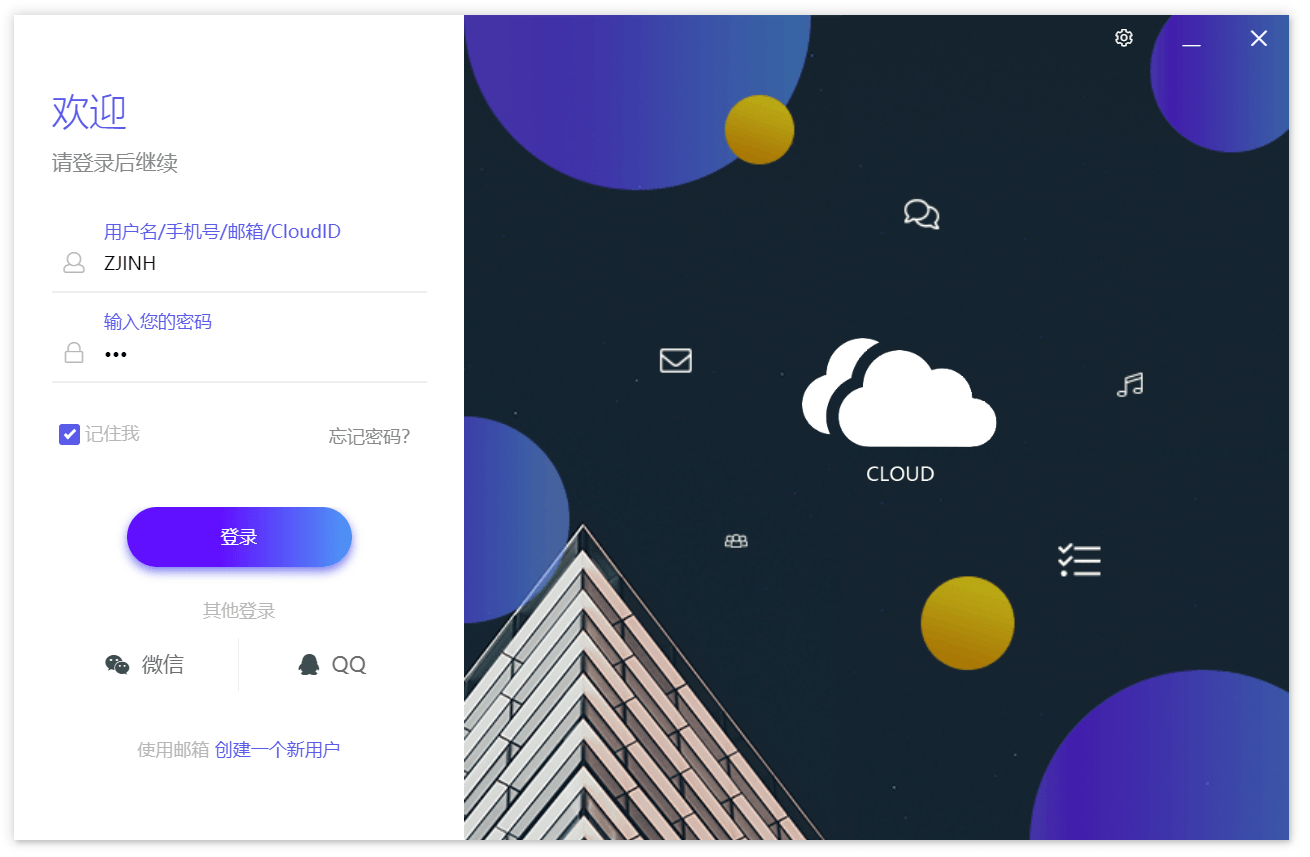 欢迎
请登录后继续
用户名/手机号/邮箱/CloudID
ZJINH
输入您的密码
•••
记住我
忘记密码?
登录
其他登录
微信
QQ
使用邮箱 创建一个新用户
CLOUD